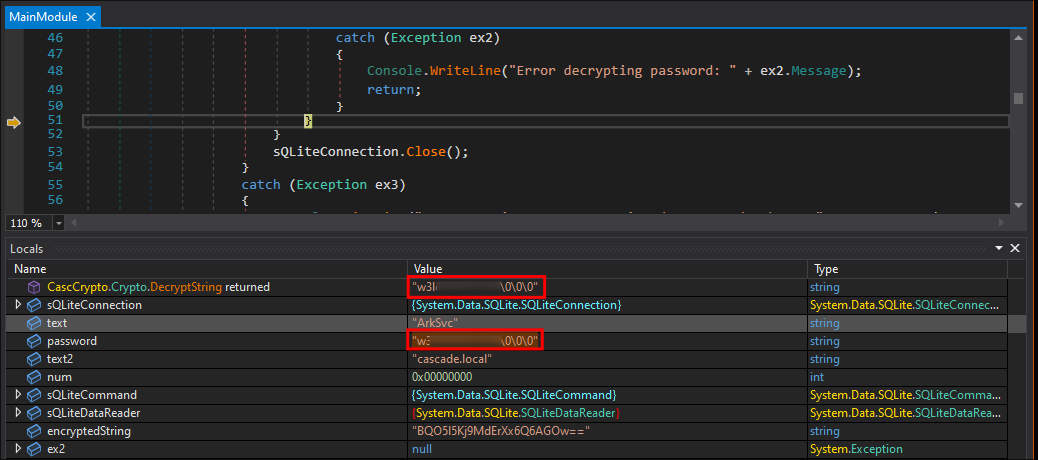 MainModule
46 catch (Exception ex2)
47 {
48 Console.WriteLine("Error decrypting password: " + ex2.Message);
49 return;
50 }
51 }
52 }
53 sQLiteConnection.Close();
54 }
55 catch (Exception ex3)
56 {
110 %
Locals
Name Value Type
CascCrypto.Crypto.DecryptString returned \0\0\0" string
sQLiteConnection {System.Data.SQLite.SQLiteConnection} System.Data.SQLite.SQLiteConnec...
text "ArkSvc" string
password \0\0\0" string
text2 "cascade.local" string
num 0x00000000 int
sQLiteCommand {System.Data.SQLite.SQLiteCommand} System.Data.SQLite.SQLiteComma...
sQLiteDataReader {System.Data.SQLite.SQLiteDataReader} System.Data.SQLite.SQLiteDataRea...
encryptedString "BQO5l5Kj9MdErXx6Q6AGOw==" string
ex2 null System.Exception